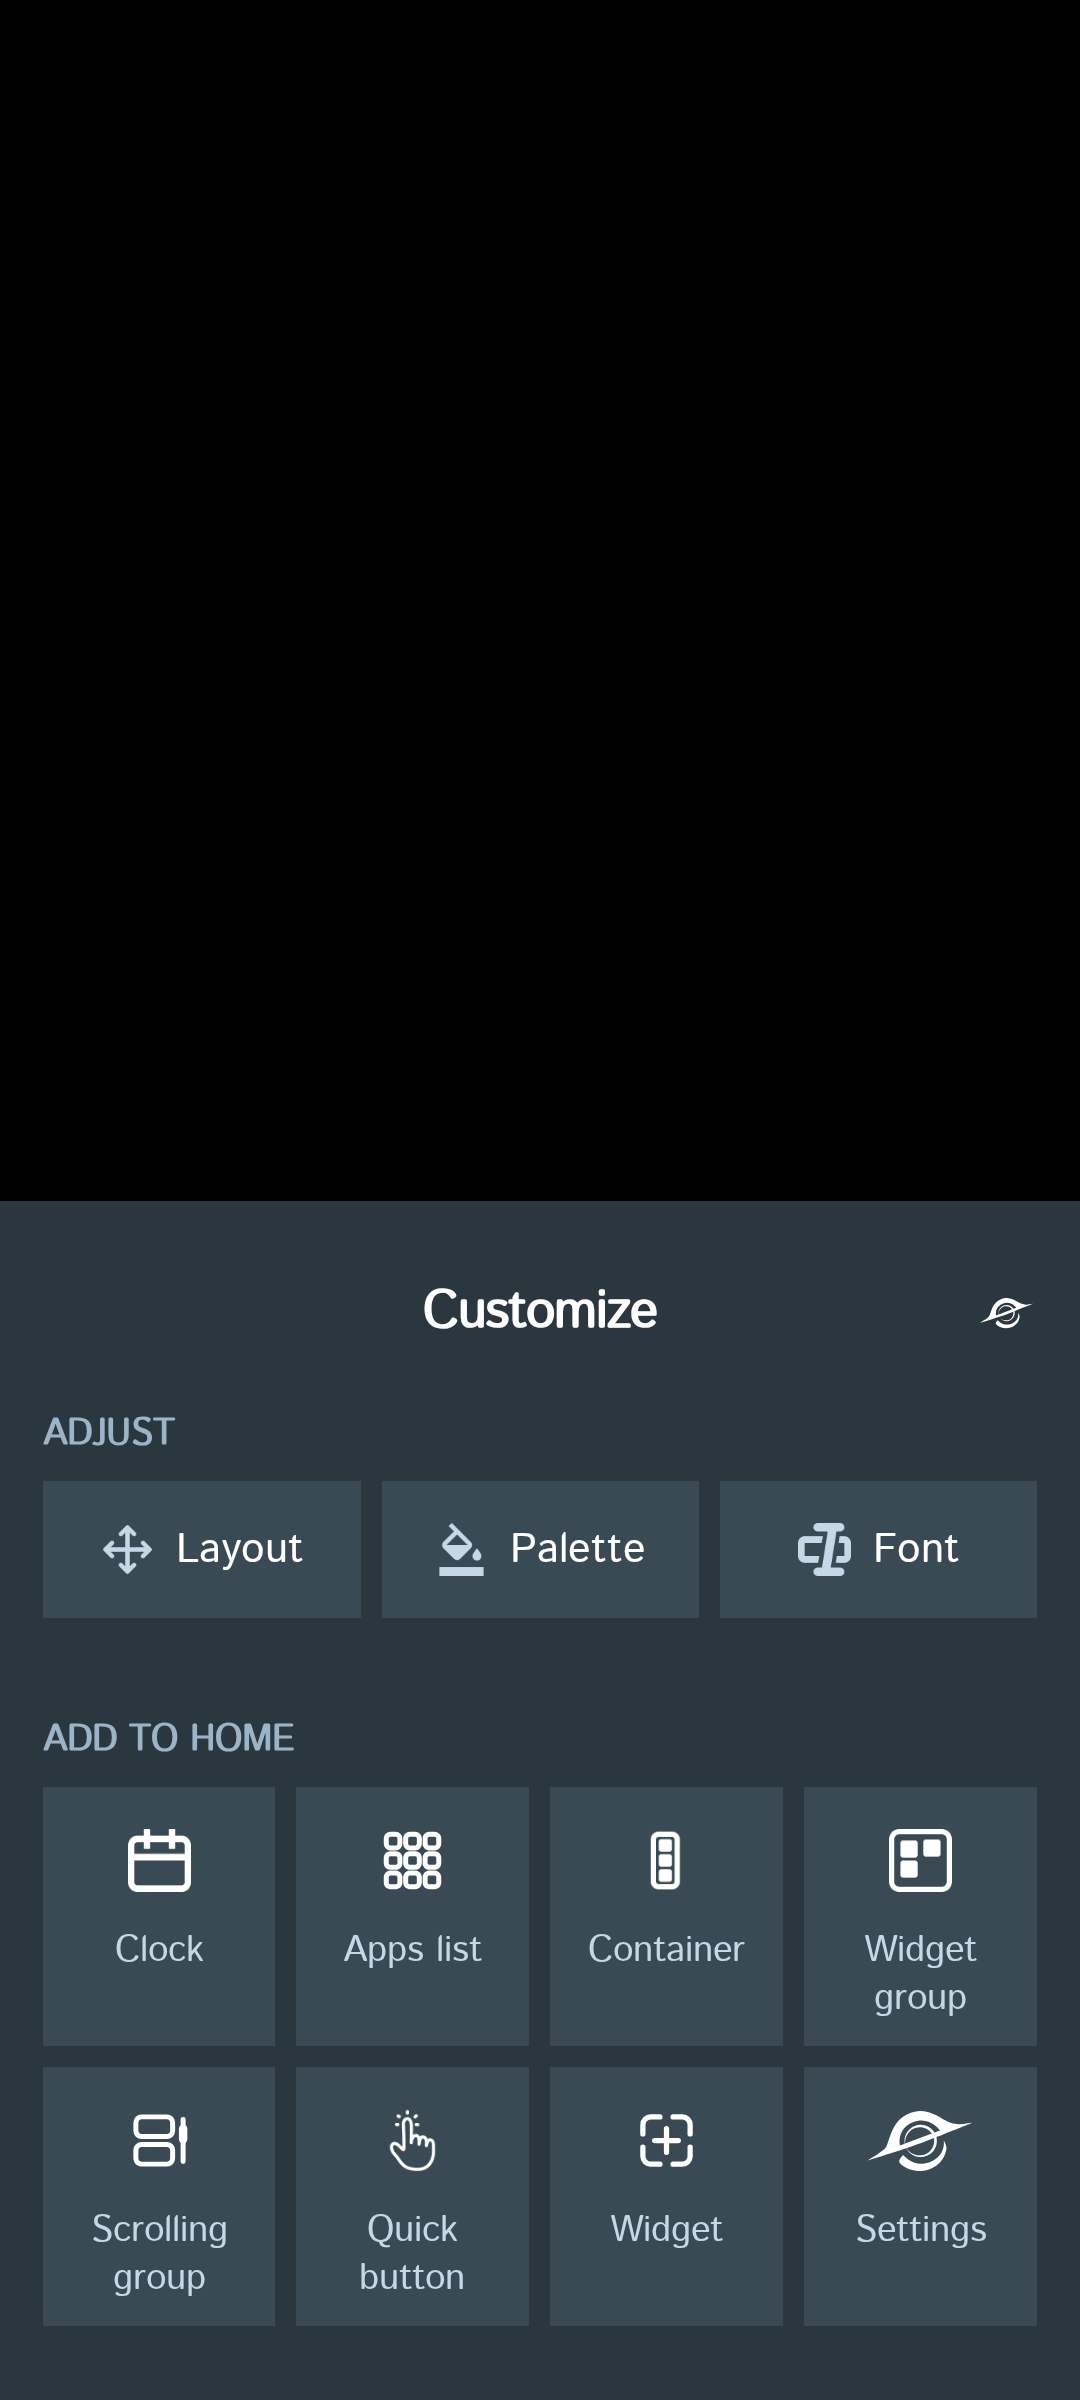 Customize
ADJUST
Layout
Palette
Font
ADD TO HOME
Clock
Apps list
Container
Widget
group
Scrolling
group
Quick
button
Widget
Settings